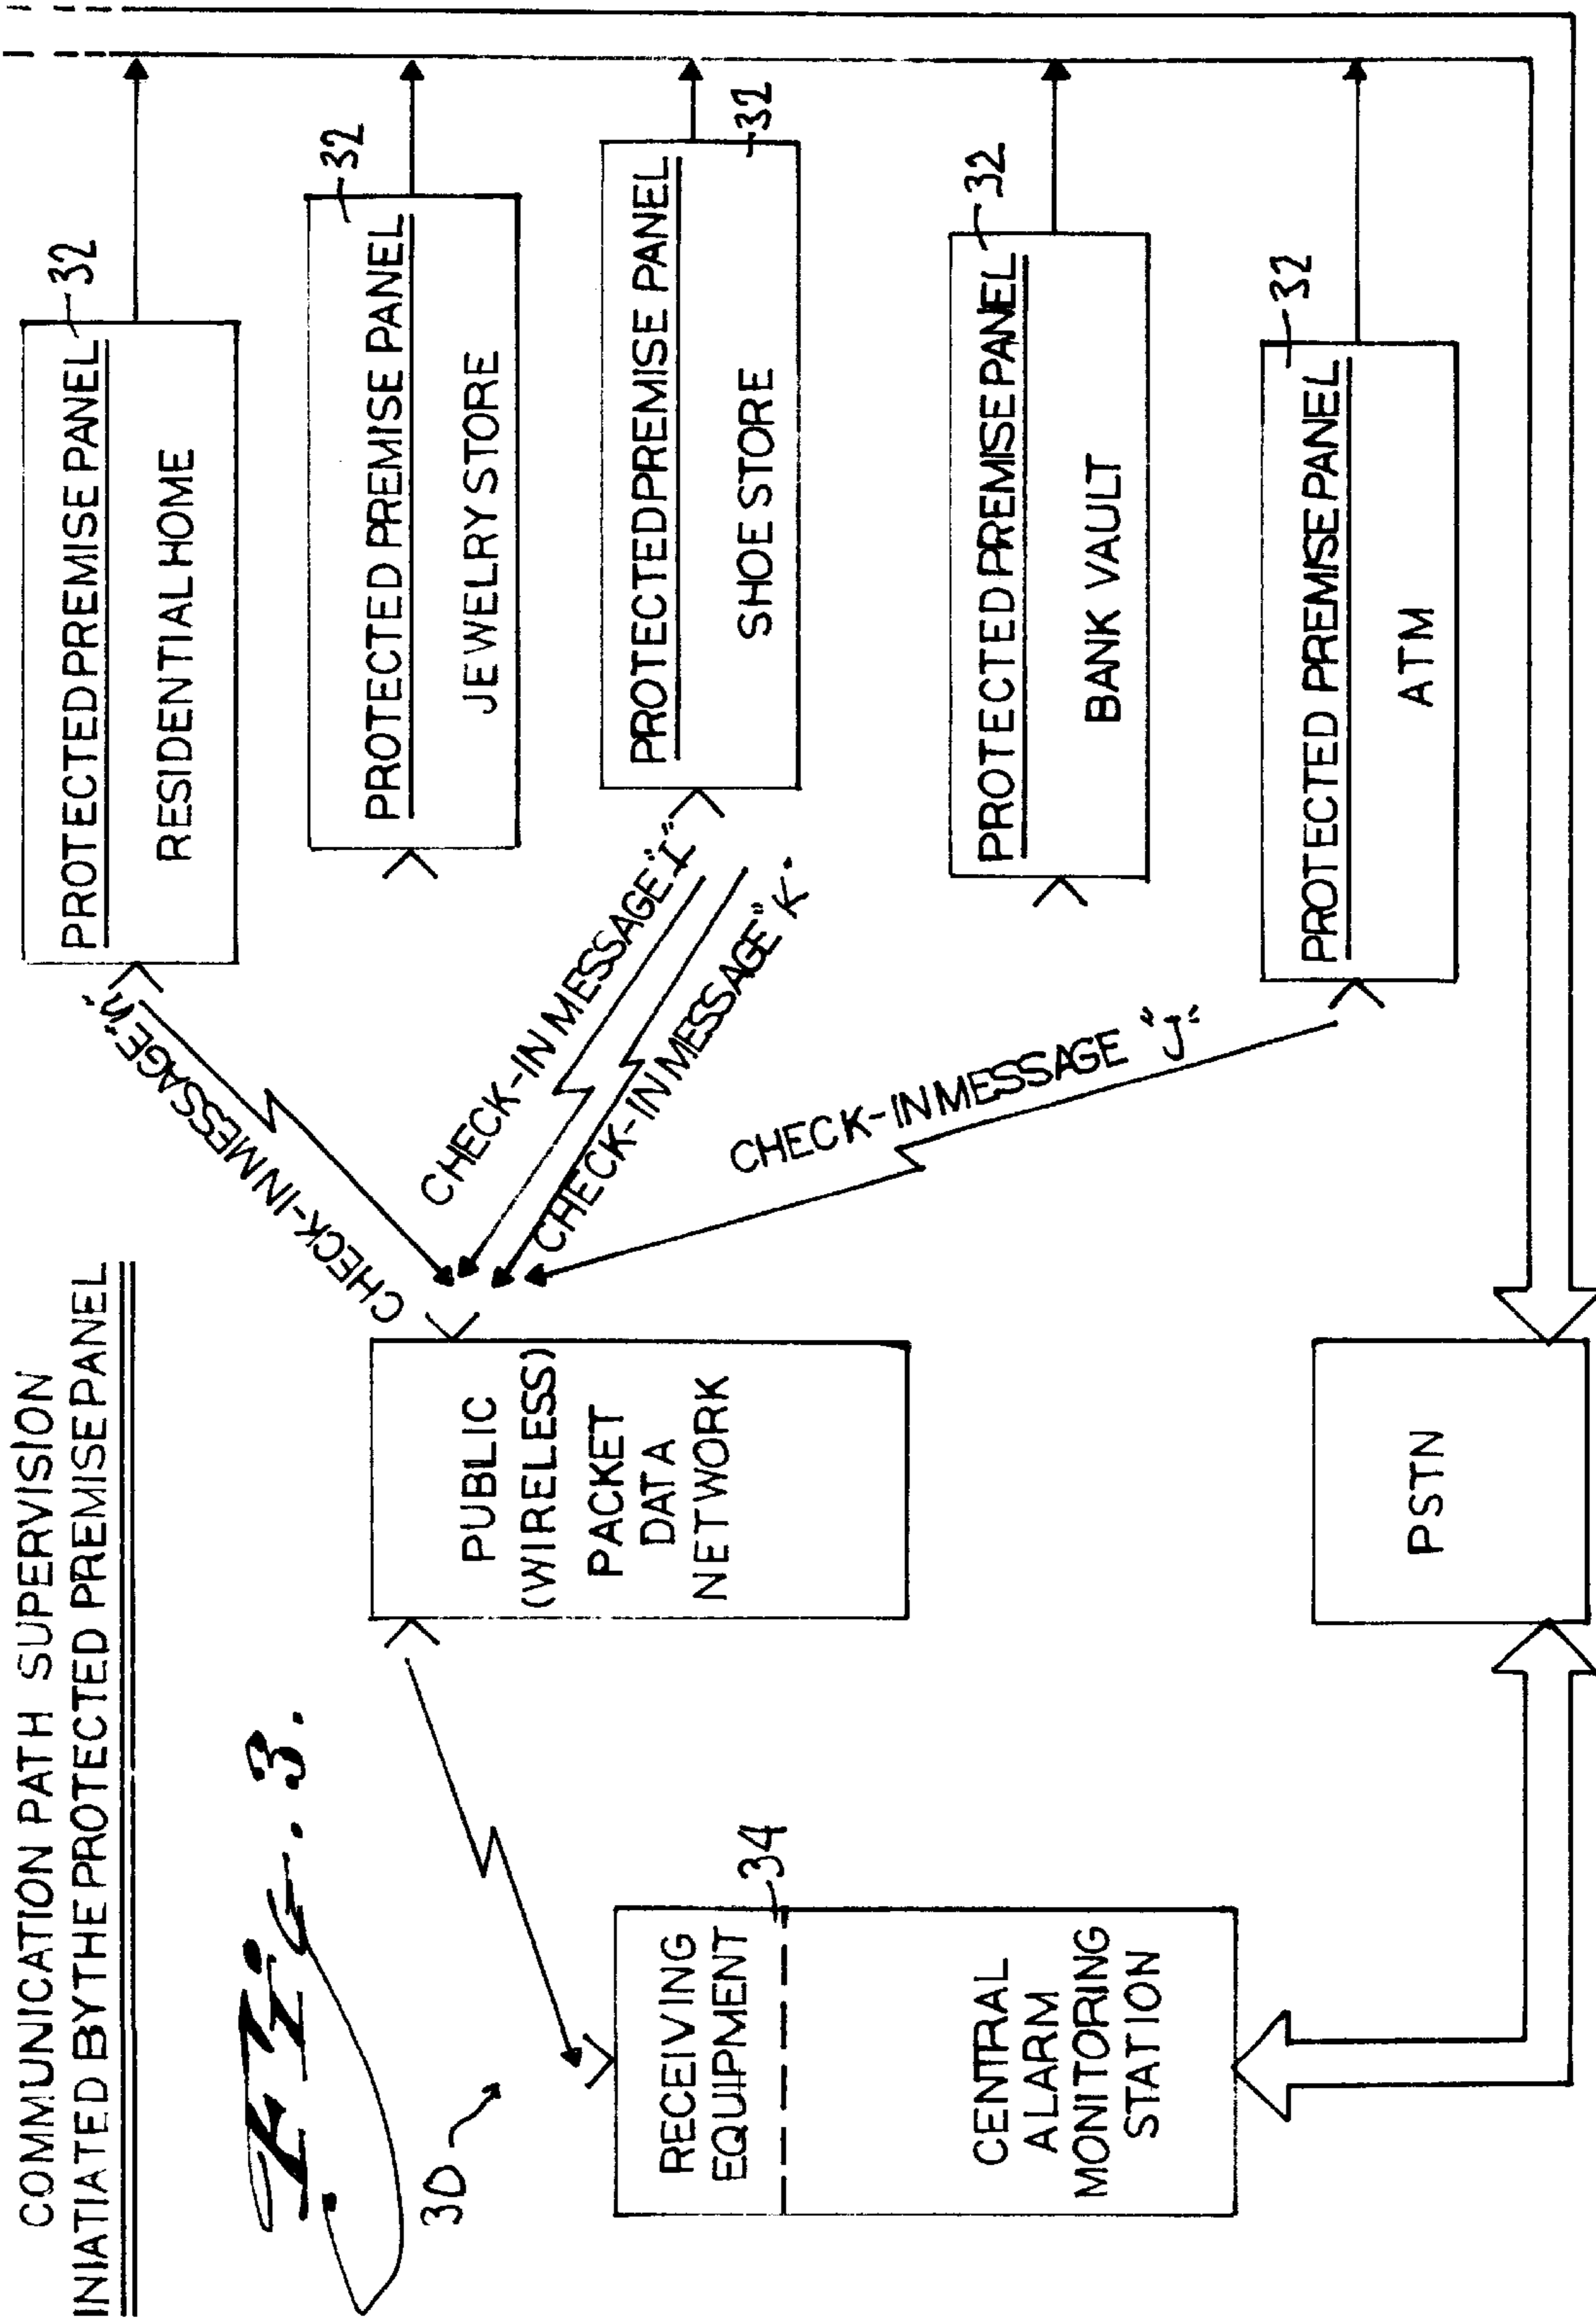 COMMUNICATION PATH SUPERVISION
INIATIATED BY THE PROTECTED PREMISE PANEL
Fig. 3.
30
RECEIVING
EQUIPMENT
34
CENTRAL
ALARM
MONITORING
STATION
PUBLIC
(WIRELESS)
PACKET
DATA
NETWORK
PSTN
CHECK-IN MESSAGE "n"
CHECK-IN MESSAGE "I"
CHECK-IN MESSAGE "K"
CHECK-IN MESSAGE "J"
PROTECTED PREMISE PANEL
32
RESIDENTIAL HOME
PROTECTED PREMISE PANEL
32
JEWELRY STORE
PROTECTED PREMISE PANEL
32
SHOE STORE
PROTECTED PREMISE PANEL
32
BANK VAULT
PROTECTED PREMISE PANEL
32
ATM